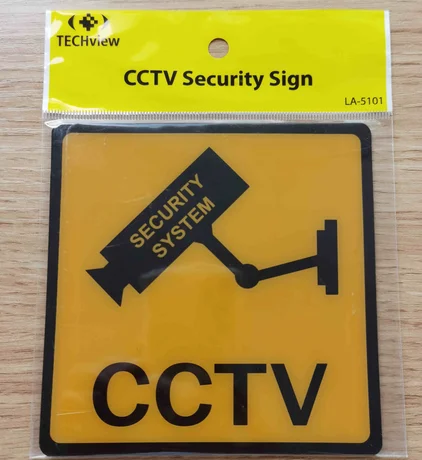 TECHview
CCTV Security Sign
LA-5101
SECURITY
SYSTEM
CCTV